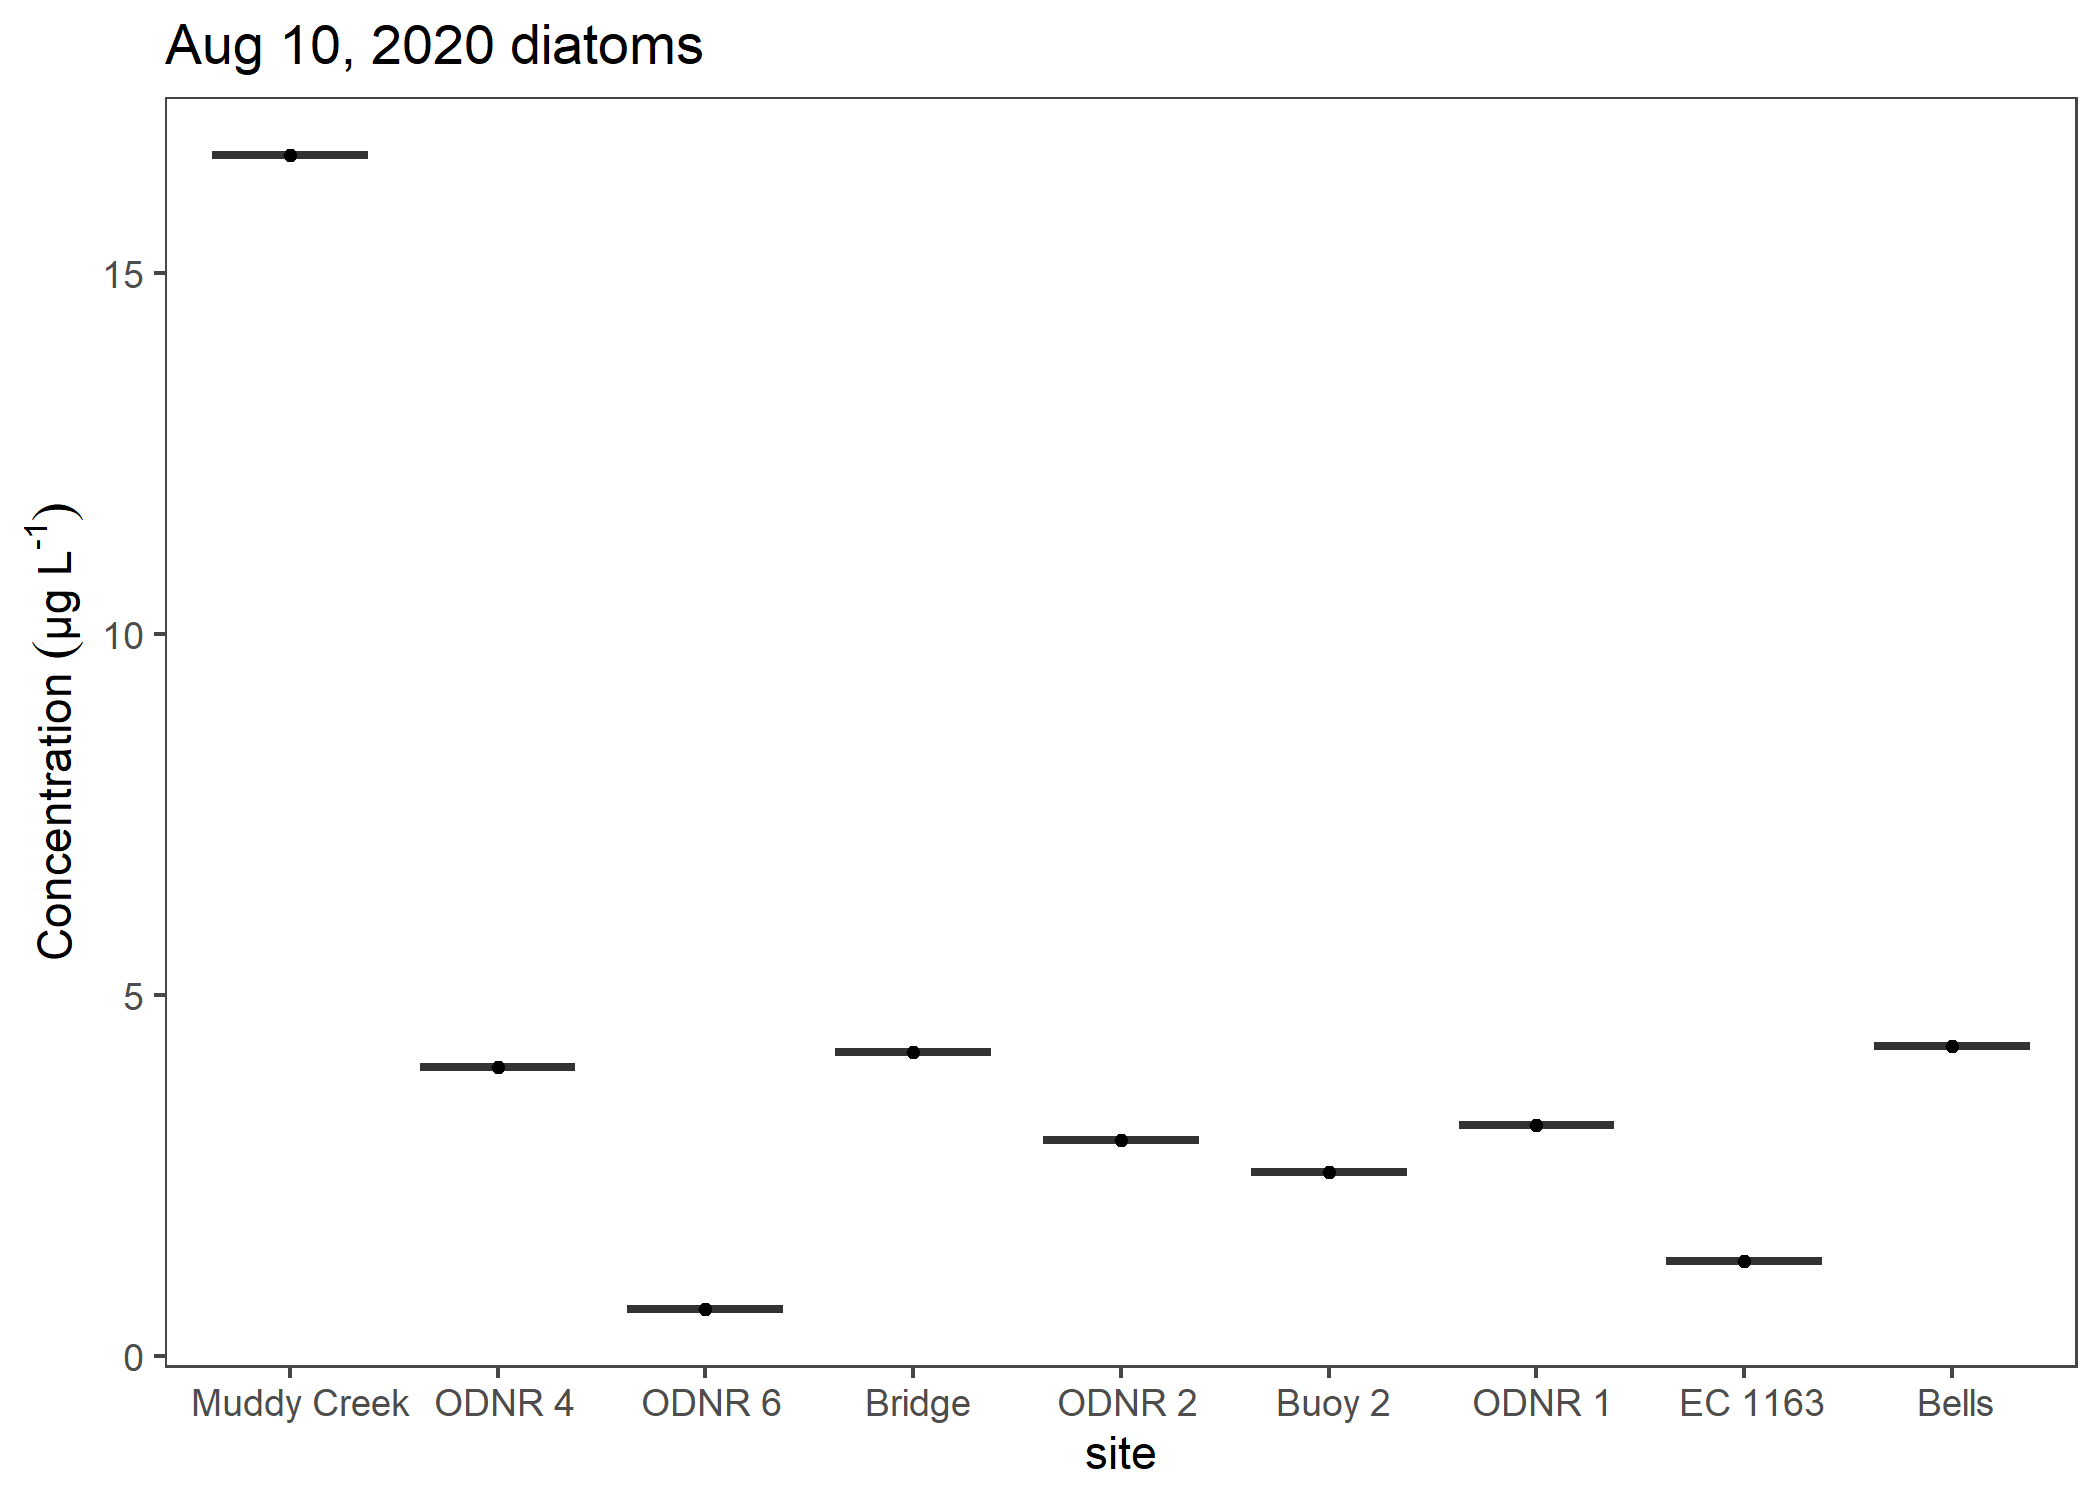 Aug 10, 2020 diatoms
Concentration (µg L⁻¹)
15
10
5
0
Muddy Creek ODNR 4 ODNR 6 Bridge ODNR 2 Buoy 2 ODNR 1 EC 1163 Bells
site